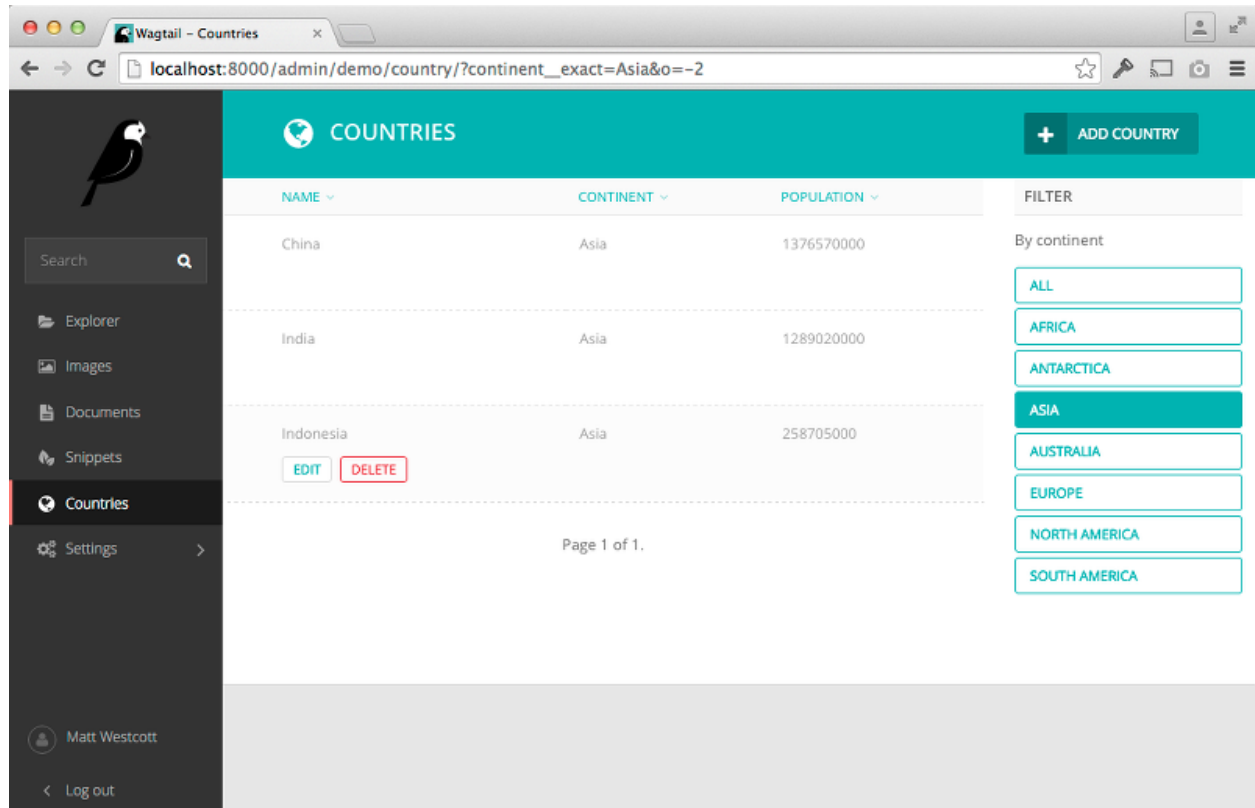 Wagtail – Countries
localhost:8000/admin/demo/country/?continent__exact=Asia&o=-2
COUNTRIES
ADD COUNTRY
Search
Explorer
Images
Documents
Snippets
Countries
Settings
Matt Westcott
Log out
NAME CONTINENT POPULATION
China Asia 1376570000
India Asia 1289020000
Indonesia Asia 258705000
EDIT DELETE
Page 1 of 1.
FILTER
By continent
ALL
AFRICA
ANTARCTICA
ASIA
AUSTRALIA
EUROPE
NORTH AMERICA
SOUTH AMERICA